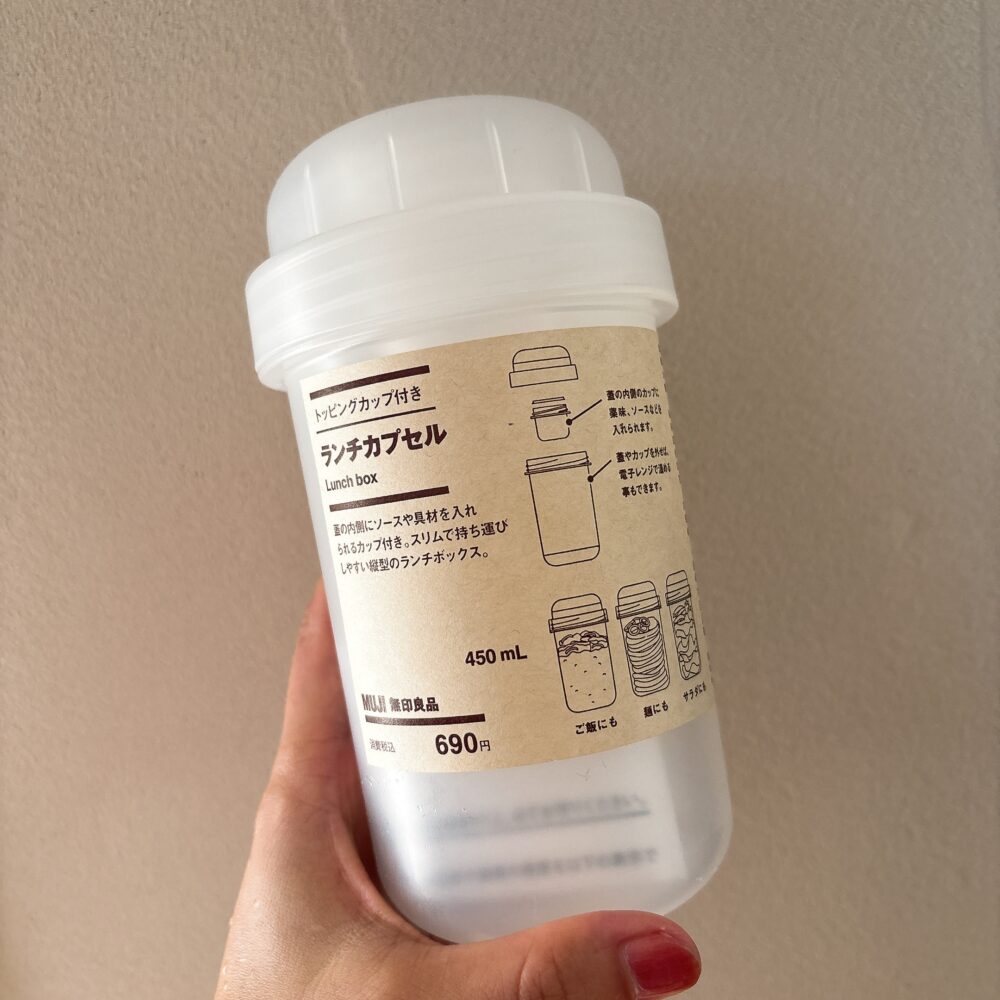 トッピングカップ付き
ランチカプセル
Lunch box
蓋の内側にソースや具材を入れ
られるカップ付き。スリムで持ち運び
しやすい縦型のランチボックス。
450 mL
MUJI 無印良品
消費税込 690円
蓋の内側のカップに
薬味、ソースなどを
入れられます。
蓋やカップを外せば、
電子レンジで温める
事もできます。
ご飯にも
麺にも
サラダにも